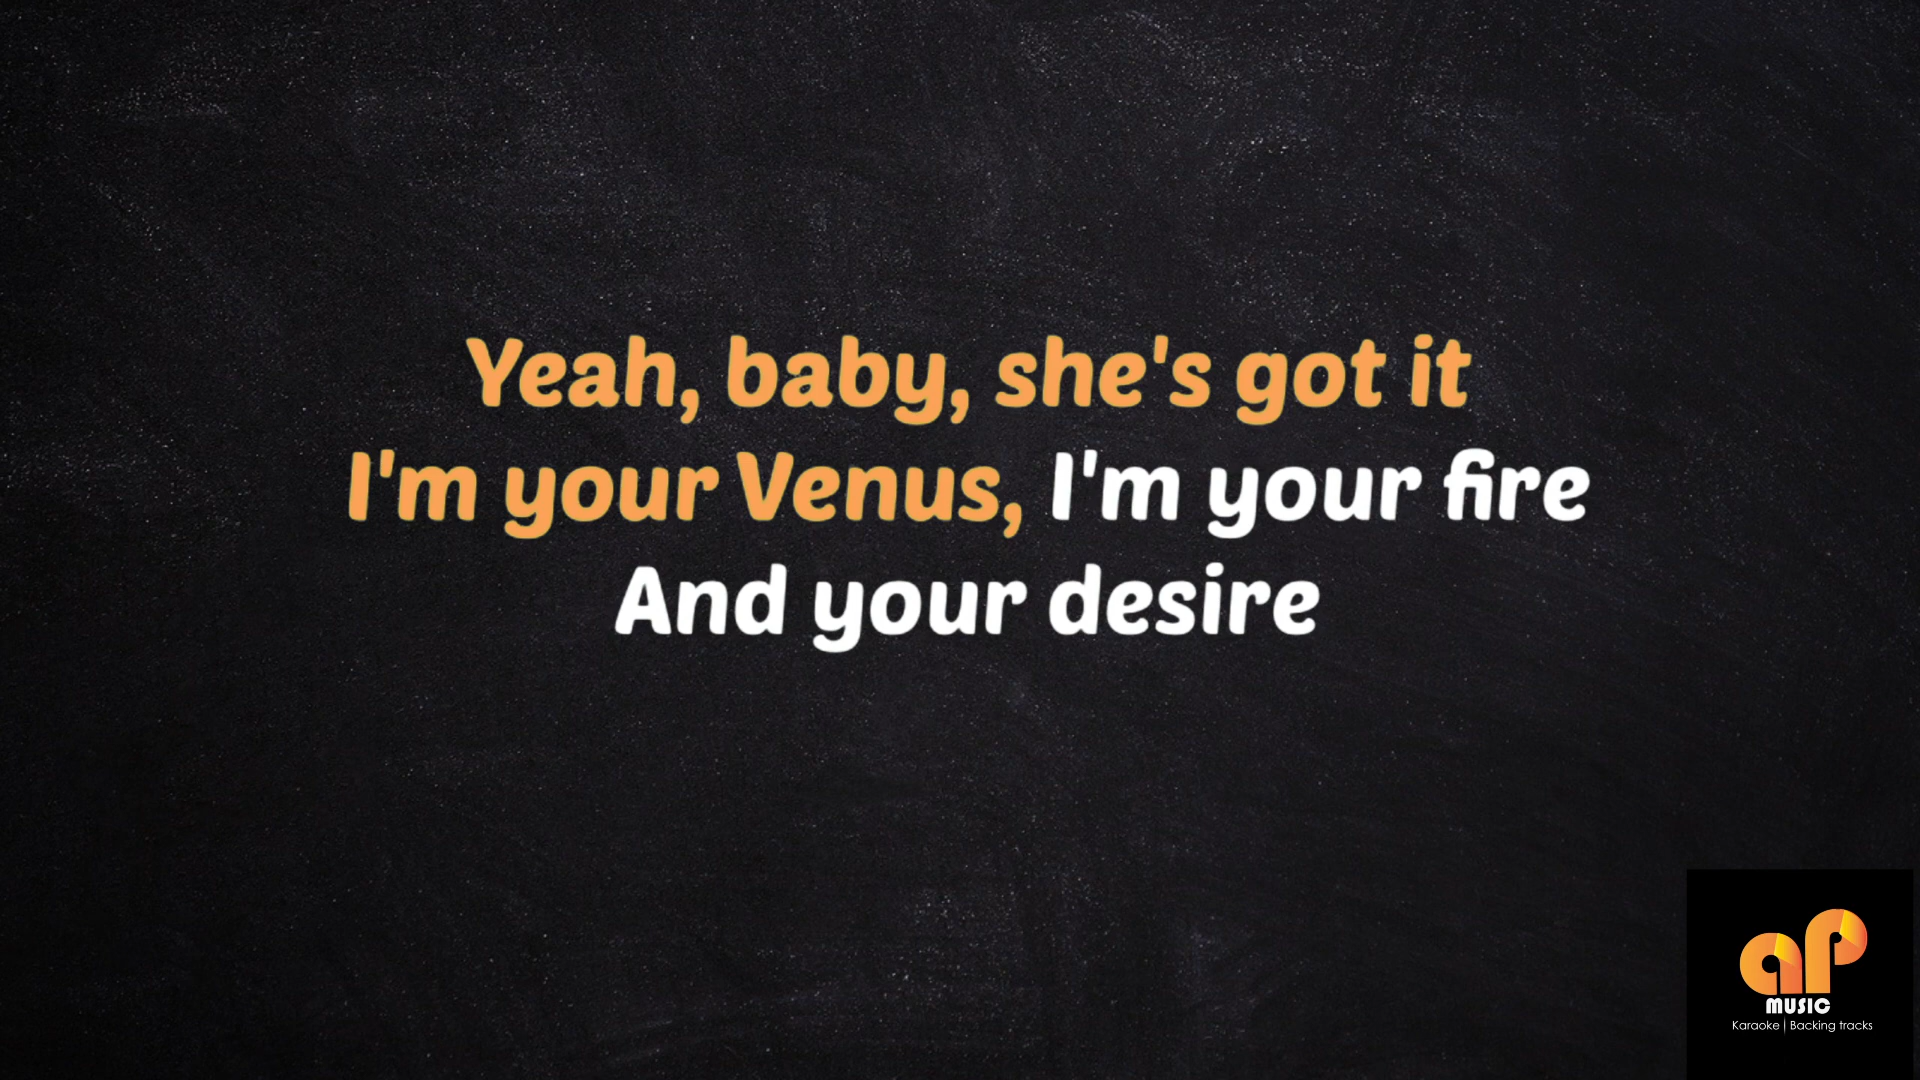 Yeah, baby, she's got it
I'm your Venus, I'm your fire
And your desire
aP
MUSIC
Karaoke | Backing tracks